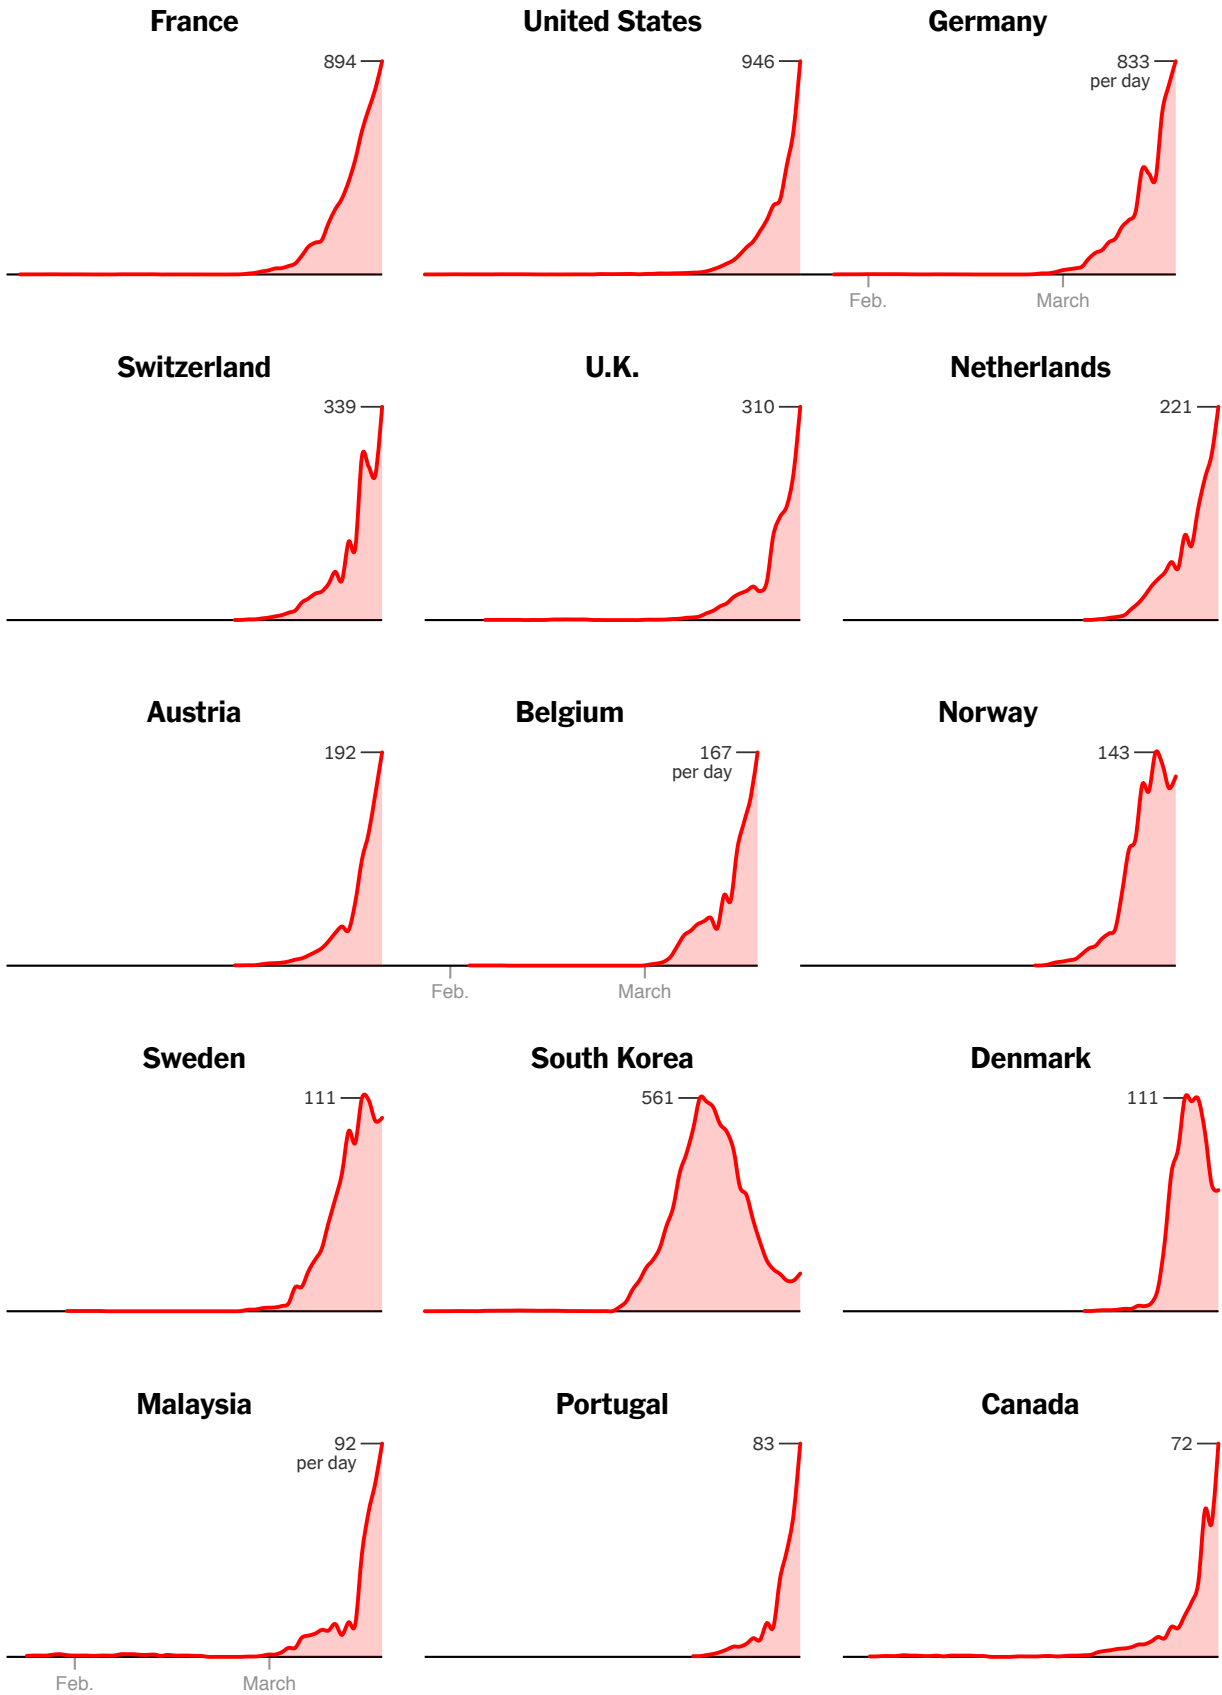 France
United States
Germany
894
946
833
per day
Feb.
March
Switzerland
U.K.
Netherlands
339
310
221
Austria
Belgium
Norway
192
167
per day
143
Feb.
March
Sweden
South Korea
Denmark
111
561
111
Malaysia
Portugal
Canada
92
per day
83
72
Feb.
March